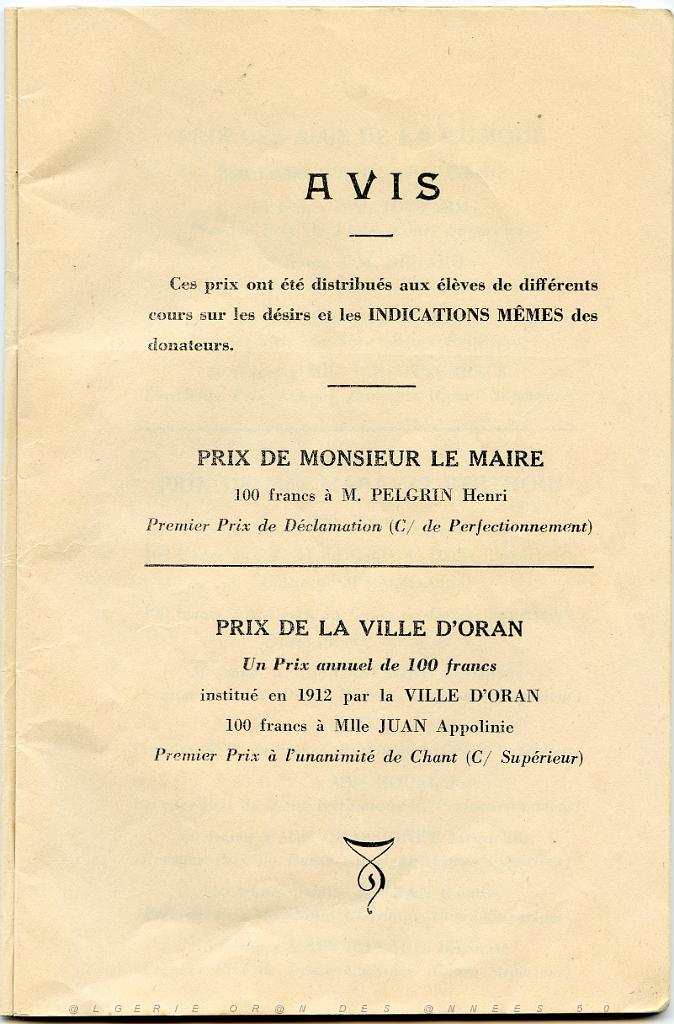 AVIS
Ces prix ont été distribués aux élèves de différents
cours sur les désirs et les INDICATIONS MÊMES des
donateurs.
PRIX DE MONSIEUR LE MAIRE
100 francs à M. PELGRIN Henri
Premier Prix de Déclamation (C/ de Perfectionnement)
PRIX DE LA VILLE D'ORAN
Un Prix annuel de 100 francs
institué en 1912 par la VILLE D'ORAN
100 francs à Mlle JUAN Appolinie
Premier Prix à l'unanimité de Chant (C/ Supérieur)
@LGERIE OR@N DES @NNEES 50